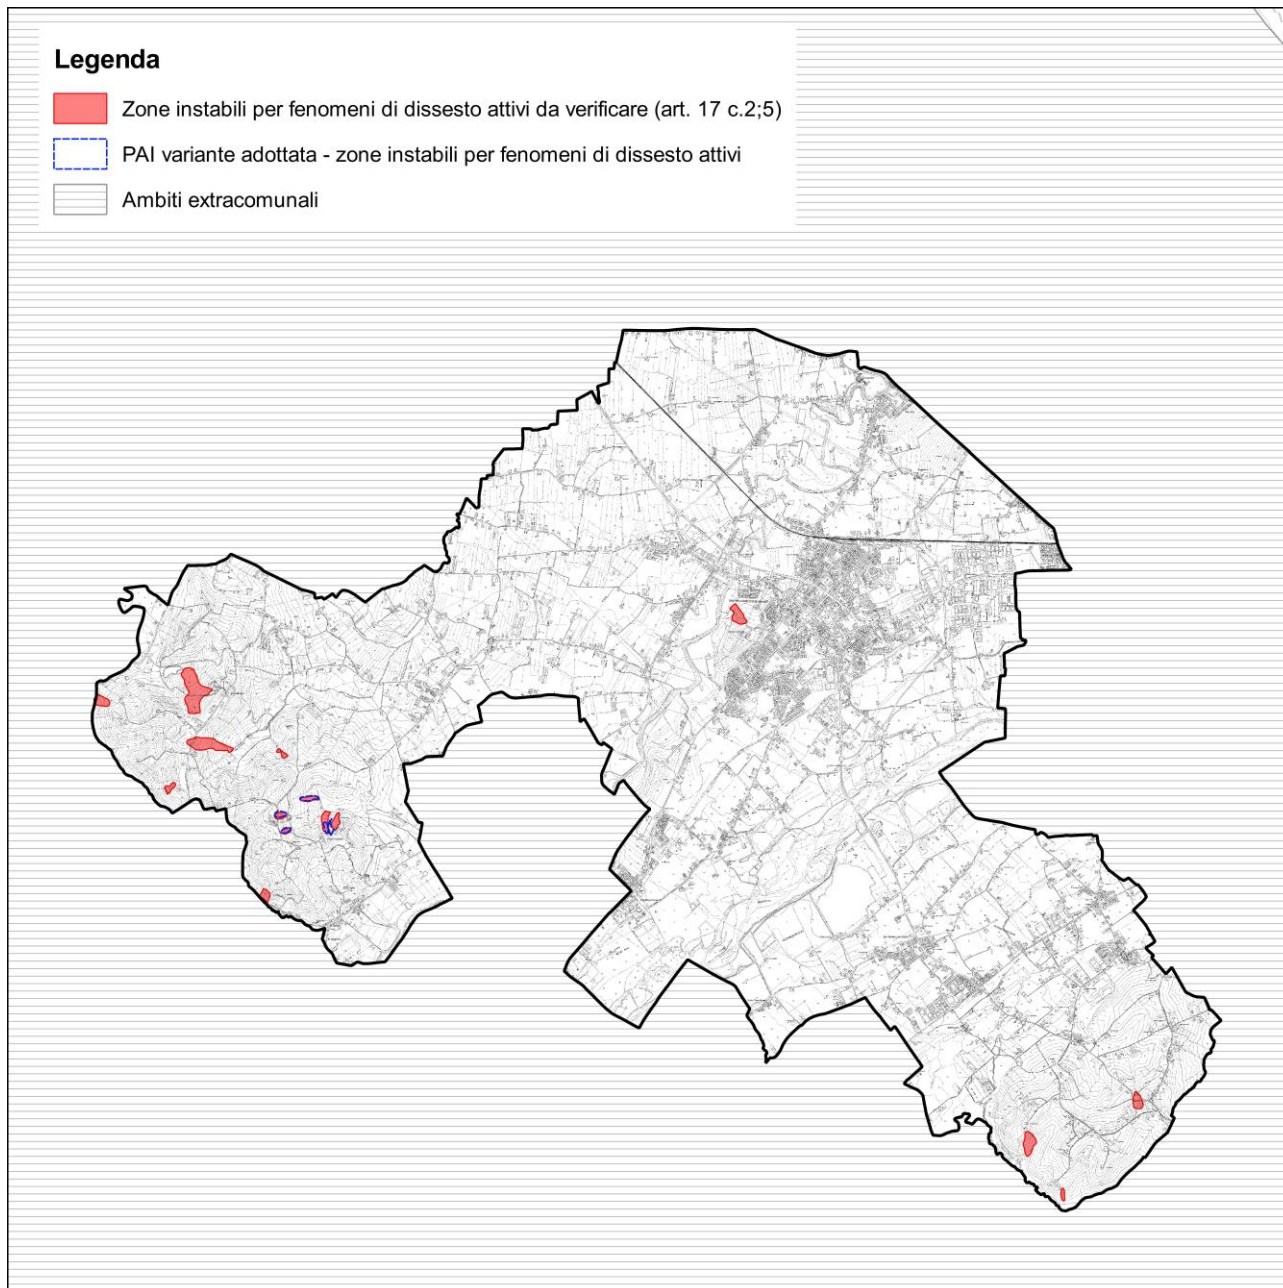 Legenda
Zone instabili per fenomeni di dissesto attivi da verificare (art. 17 c.2;5)
PAI variante adottata - zone instabili per fenomeni di dissesto attivi
Ambiti extracomunali